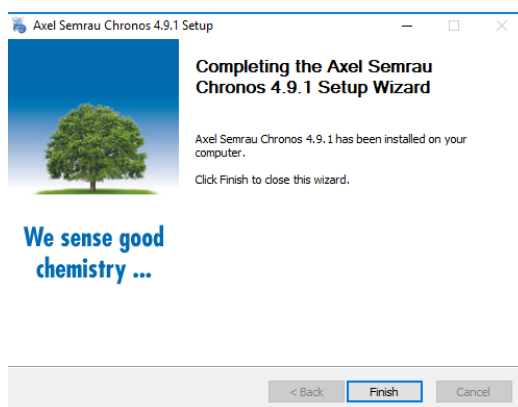 Axel Semrau Chronos 4.9.1 Setup
Completing the Axel Semrau
Chronos 4.9.1 Setup Wizard
Axel Semrau Chronos 4.9.1 has been installed on your
computer.
Click Finish to close this wizard.
We sense good
chemistry ...
< Back Finish Cancel